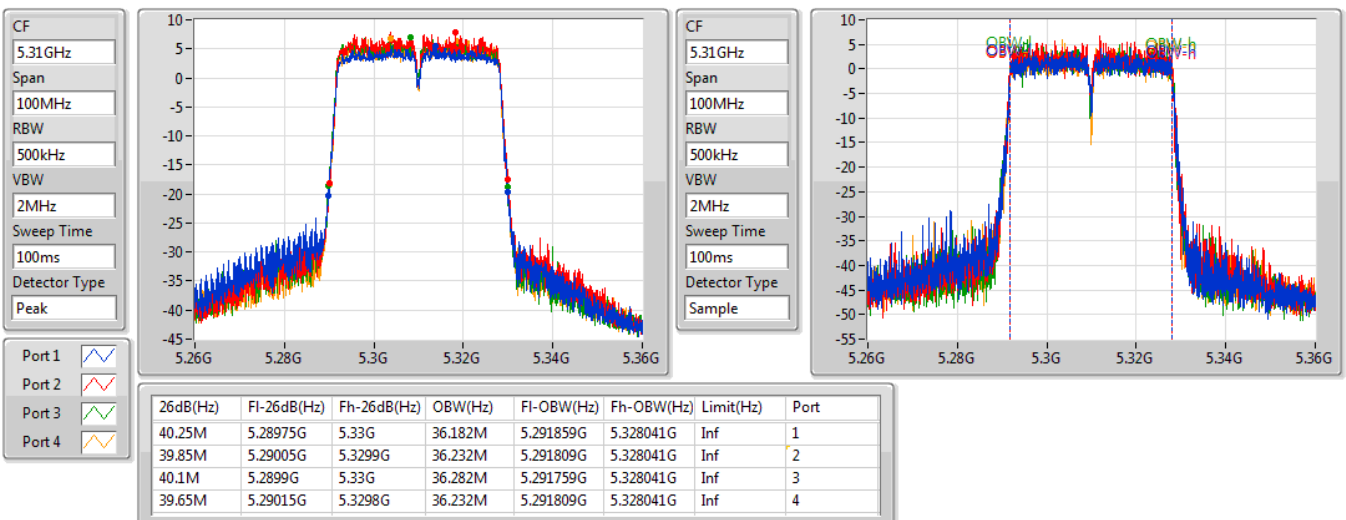 CF
5.31GHz
Span
100MHz
RBW
500kHz
VBW
2MHz
Sweep Time
100ms
Detector Type
Peak
10
5
0
-5
-10
-15
-20
-25
-30
-35
-40
-45
5.26G 5.28G 5.3G 5.32G 5.34G 5.36G
CF
5.31GHz
Span
100MHz
RBW
500kHz
VBW
2MHz
Sweep Time
100ms
Detector Type
Sample
10
5
0
-5
-10
-15
-20
-25
-30
-35
-40
-45
-50
-55
OBW-l OBW-h
5.26G 5.28G 5.3G 5.32G 5.34G 5.36G
Port 1
Port 2
Port 3
Port 4
26dB(Hz) Fl-26dB(Hz) Fh-26dB(Hz) OBW(Hz) Fl-OBW(Hz) Fh-OBW(Hz) Limit(Hz) Port
40.25M 5.28975G 5.33G 36.182M 5.291859G 5.328041G Inf 1
39.85M 5.29005G 5.3299G 36.232M 5.291809G 5.328041G Inf 2
40.1M 5.2899G 5.33G 36.282M 5.291759G 5.328041G Inf 3
39.65M 5.29015G 5.3298G 36.232M 5.291809G 5.328041G Inf 4